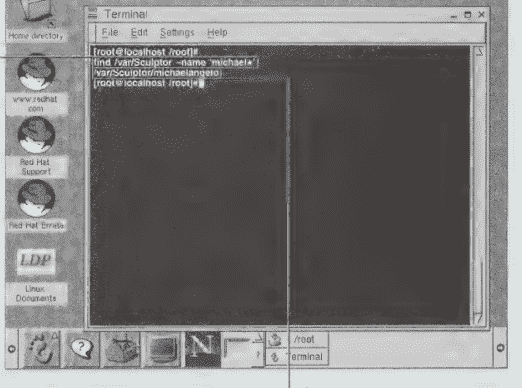 Terminal
File Edit Settings Help
[root@localhost /root]#
find /var/Sculptor -name 'michael*'
/var/Sculptor/michaelangelo
[root@localhost /root]#
Home directory
www.redhat
com
Red Hat
Support
Red Hat Errata
LDP
Linux
Documents
N
?
/root
Terminal